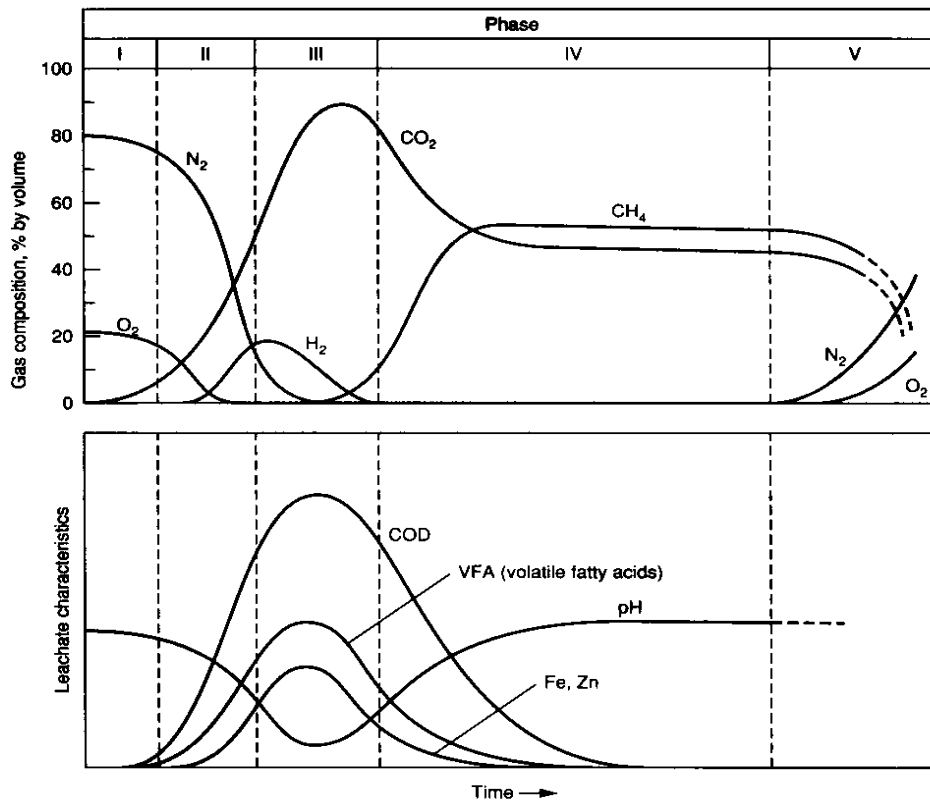 Phase
I II III IV V
Gas composition, % by volume
100
80
60
40
20
0
N2
O2
H2
CO2
CH4
N2
O2
Leachate characteristics
COD
VFA (volatile fatty acids)
pH
Fe, Zn
Time →